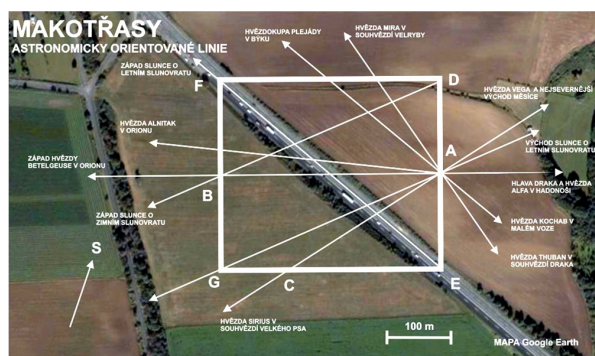 MAKOTŘASY
ASTRONOMICKY ORIENTOVANÉ LINIE
HVĚZDOKUPA PLEJÁDY
V BÝKU
HVĚZDA MIRA V
SOUHVĚZDÍ VELRYBY
ZÁPAD SLUNCE O
LETNÍM SLUNOVRATU
F
D
HVĚZDA VEGA A NEJSEVERNĚJŠÍ
VÝCHOD MĚSÍCE
HVĚZDA ALNITAK
V ORIONU
VÝCHOD SLUNCE O
LETNÍM SLUNOVRATU
A
ZÁPAD HVĚZDY
BETELGEUSE V ORIONU
B
HLAVA DRAKA A HVĚZDA
ALFA V HADONOŠI
ZÁPAD SLUNCE O
ZIMNÍM SLUNOVRATU
HVĚZDA KOCHAB V
MALÉM VOZE
S
HVĚZDA THUBAN V
SOUHVĚZDÍ DRAKA
G
C
E
HVĚZDA SIRIUS V
SOUHVĚZDÍ VELKÉHO PSA
100 m
MAPA Google Earth